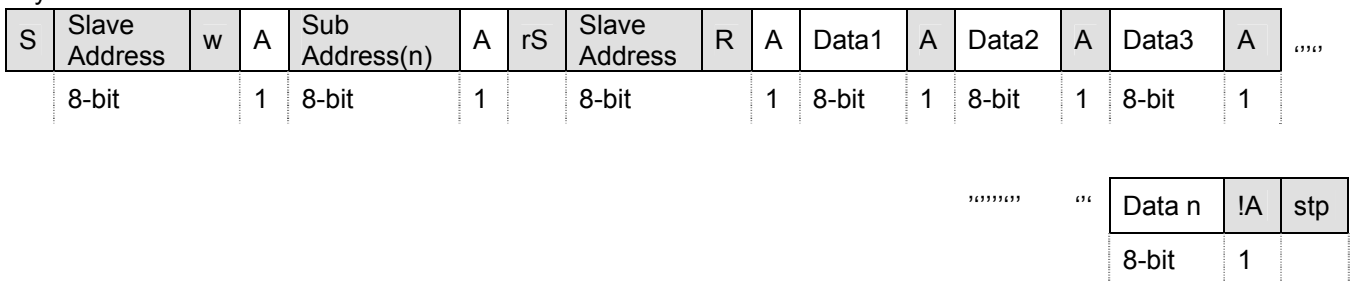 S Slave Address w A Sub Address(n) A rS Slave Address R A Data1 A Data2 A Data3 A
8-bit 1 8-bit 1 8-bit 1 8-bit 1 8-bit 1 8-bit 1
Data n !A stp
8-bit 1